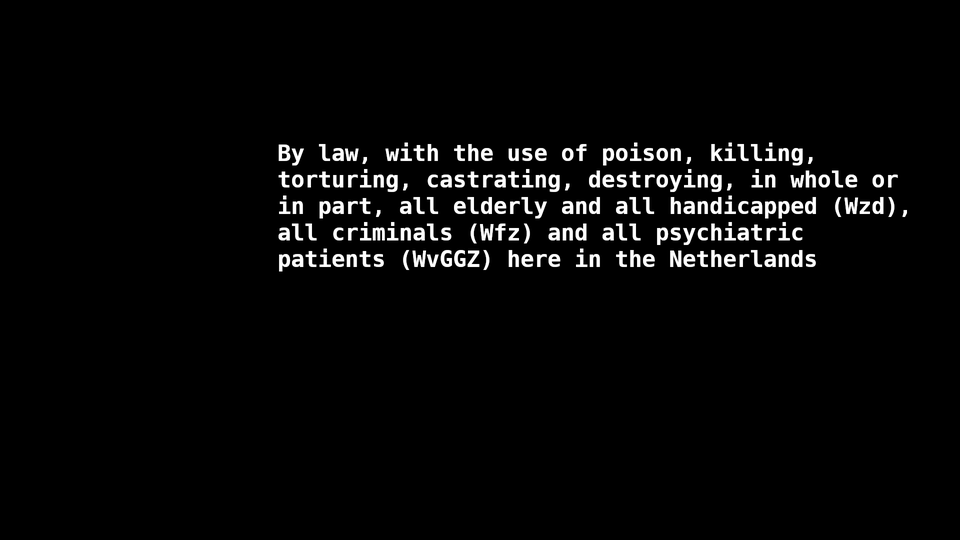 By law, with the use of poison, killing,
torturing, castrating, destroying, in whole or
in part, all elderly and all handicapped (Wzd),
all criminals (Wfz) and all psychiatric
patients (WvGGZ) here in the Netherlands